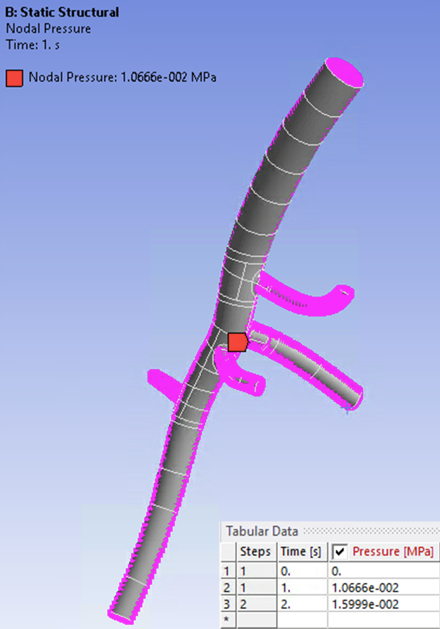 B: Static Structural
Nodal Pressure
Time: 1. s
Nodal Pressure: 1.0666e-002 MPa
Tabular Data
Steps Time [s] Pressure [MPa]
1 1 0. 0.
2 1 1. 1.0666e-002
3 2 2. 1.5999e-002
*